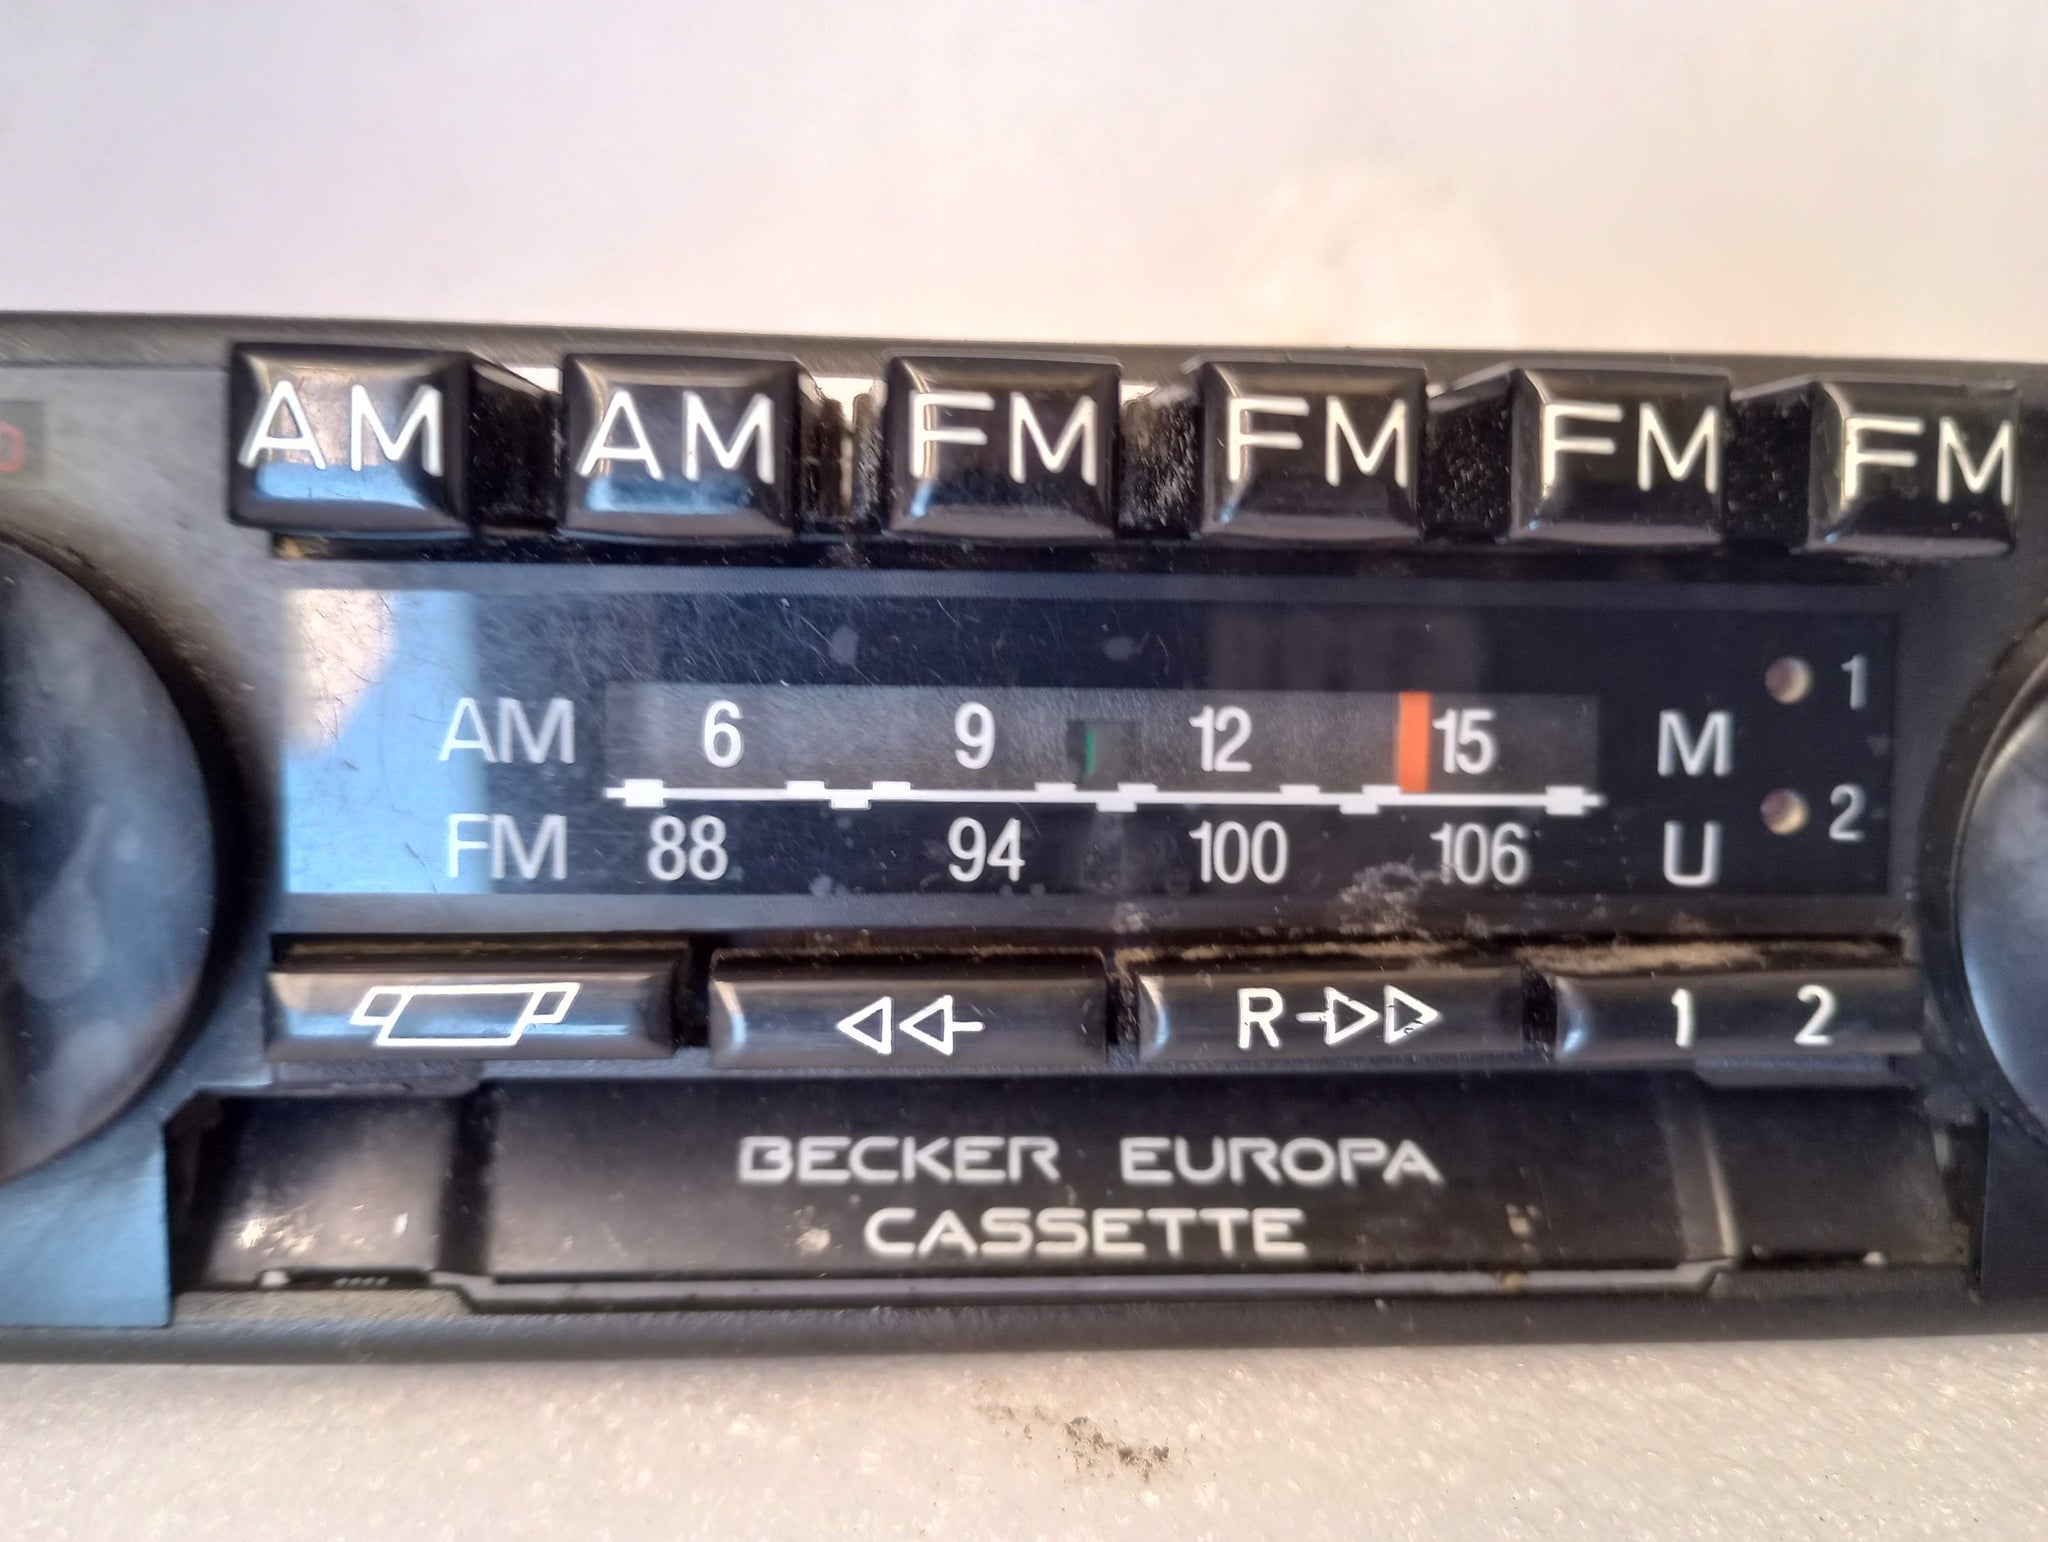 AM AM FM FM FM FM
1
AM 6 9 12 15 M
2
FM 88 94 100 106 U
R 1 2
BECKER EUROPA
CASSETTE